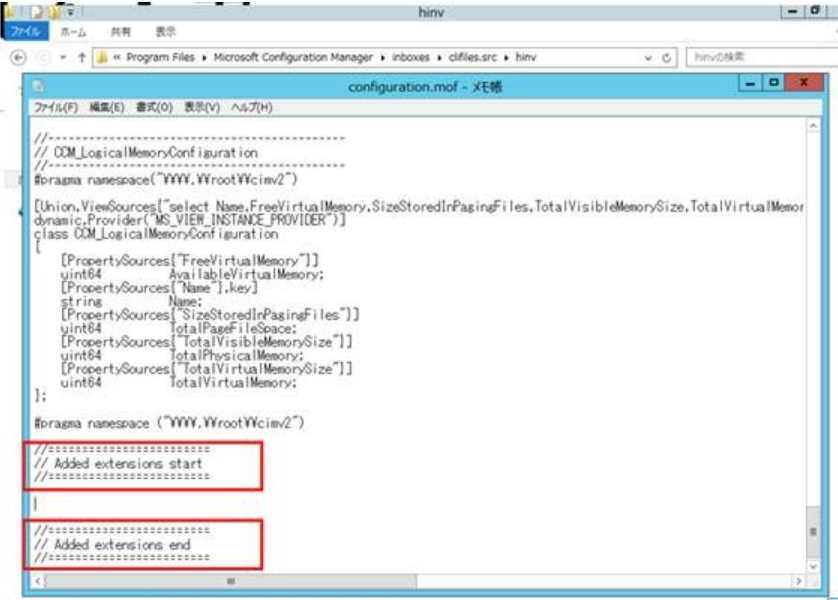 hinv
ファイル ホーム 共有 表示
« Program Files ▸ Microsoft Configuration Manager ▸ inboxes ▸ clifiles.src ▸ hinv
hinvの検索
configuration.mof - メモ帳
ファイル(F) 編集(E) 書式(O) 表示(V) ヘルプ(H)
//--------------------------------------------
// CCM_LogicalMemoryConfiguration
//--------------------------------------------
#pragma namespace("¥¥¥¥.¥¥root¥¥cimv2")
[Union,ViewSources{"select Name,FreeVirtualMemory,SizeStoredInPagingFiles,TotalVisibleMemorySize,TotalVirtualMemor
dynamic,Provider("MS_VIEW_INSTANCE_PROVIDER")]
class CCM_LogicalMemoryConfiguration
{
[PropertySources{"FreeVirtualMemory"}]
uint64 AvailableVirtualMemory;
[PropertySources{"Name"},key]
string Name;
[PropertySources{"SizeStoredInPagingFiles"}]
uint64 TotalPageFileSpace;
[PropertySources{"TotalVisibleMemorySize"}]
uint64 TotalPhysicalMemory;
[PropertySources{"TotalVirtualMemorySize"}]
uint64 TotalVirtualMemory;
};
#pragma namespace ("¥¥¥¥.¥¥root¥¥cimv2")
//========================
// Added extensions start
//========================
//========================
// Added extensions end
//========================